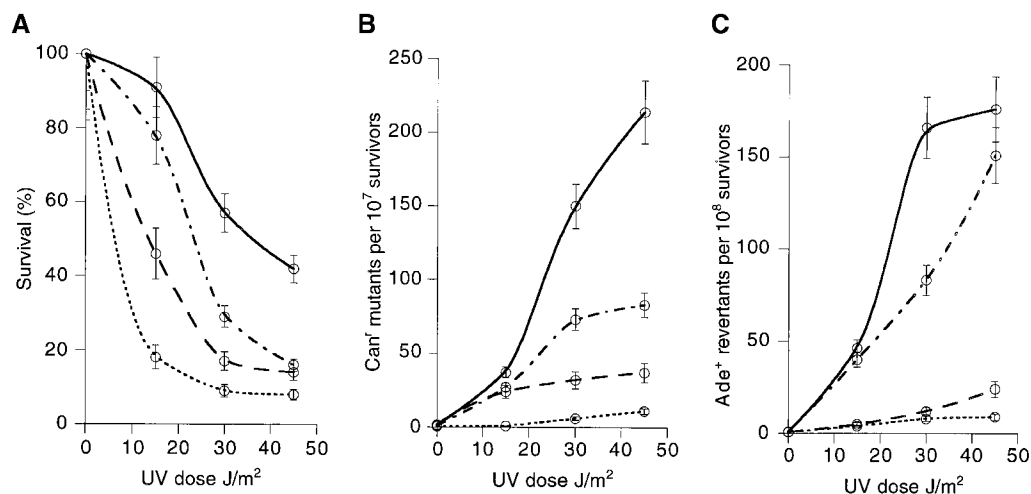 A
B
C
Survival (%)
100
80
60
40
20
0
0 10 20 30 40 50
UV dose J/m²
Canʳ mutants per 10⁷ survivors
250
200
150
100
50
0
0 10 20 30 40 50
UV dose J/m²
Ade⁺ revertants per 10⁸ survivors
200
150
100
50
0
0 10 20 30 40 50
UV dose J/m²